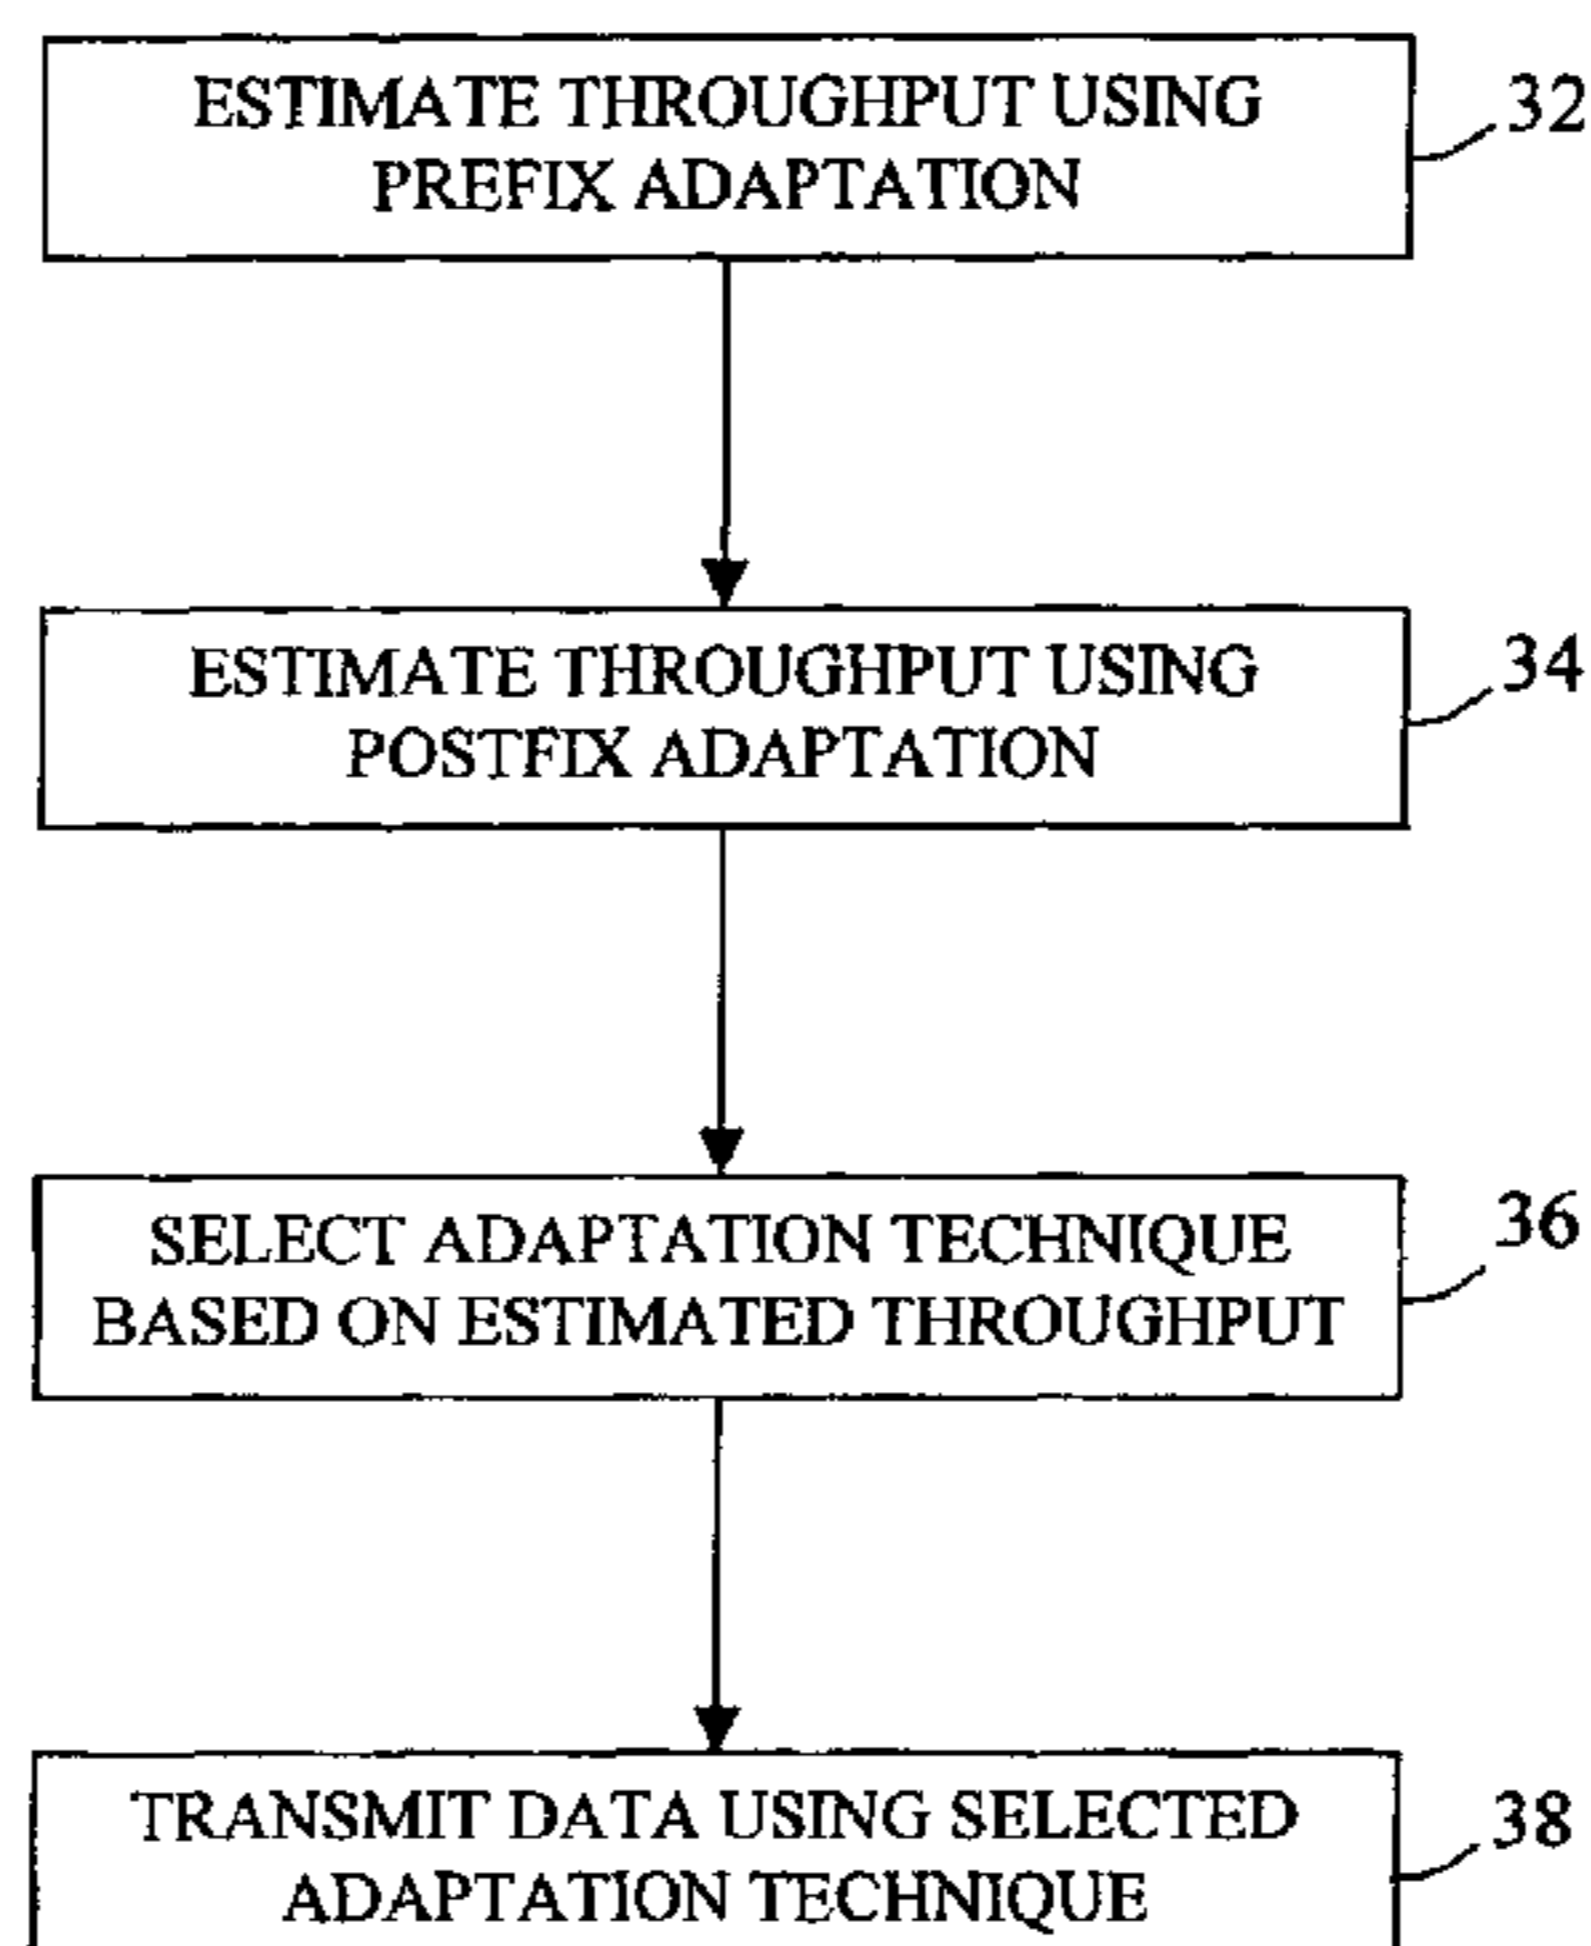 ESTIMATE THROUGHPUT USING
PREFIX ADAPTATION
32
ESTIMATE THROUGHPUT USING
POSTFIX ADAPTATION
34
SELECT ADAPTATION TECHNIQUE
BASED ON ESTIMATED THROUGHPUT
36
TRANSMIT DATA USING SELECTED
ADAPTATION TECHNIQUE
38